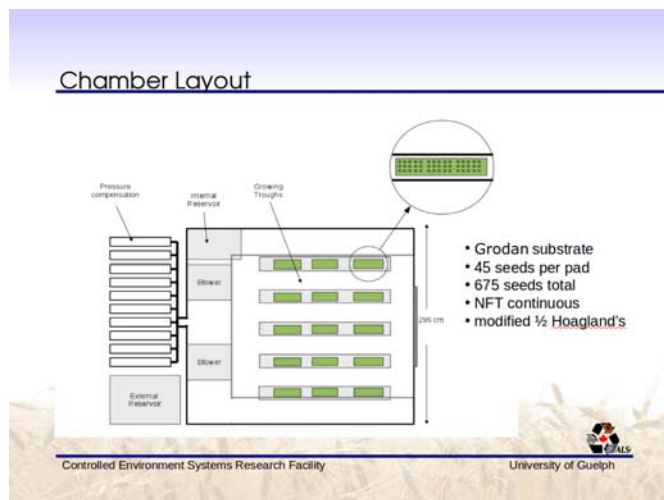 Chamber Layout
Pressure
compensation
Internal
Reservoir
Growing
Troughs
Blower
Blower
295 cm
External
Reservoir
• Grodan substrate
• 45 seeds per pad
• 675 seeds total
• NFT continuous
• modified ½ Hoagland's
ALS
Controlled Environment Systems Research Facility
University of Guelph